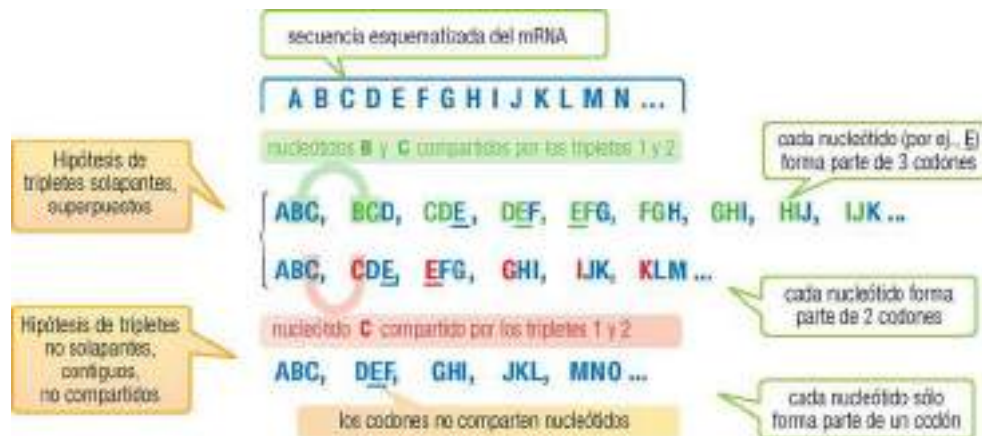 secuencia esquematizada del mRNA
A B C D E F G H I J K L M N ...
nucleótidos B y C compartidos por los tripletes 1 y 2
cada nucleótido (por ej., E)
forma parte de 3 codones
Hipótesis de
tripletes solapantes,
superpuestos
ABC, BCD, CDE, DEF, EFG, FGH, GHI, HIJ, IJK ...
ABC, CDE, EFG, GHI, IJK, KLM ...
cada nucleótido forma
parte de 2 codones
nucleótido C compartido por los tripletes 1 y 2
Hipótesis de tripletes
no solapantes,
contiguos,
no compartidos
ABC, DEF, GHI, JKL, MNO ...
los codones no comparten nucleótidos
cada nucleótido sólo
forma parte de un codón